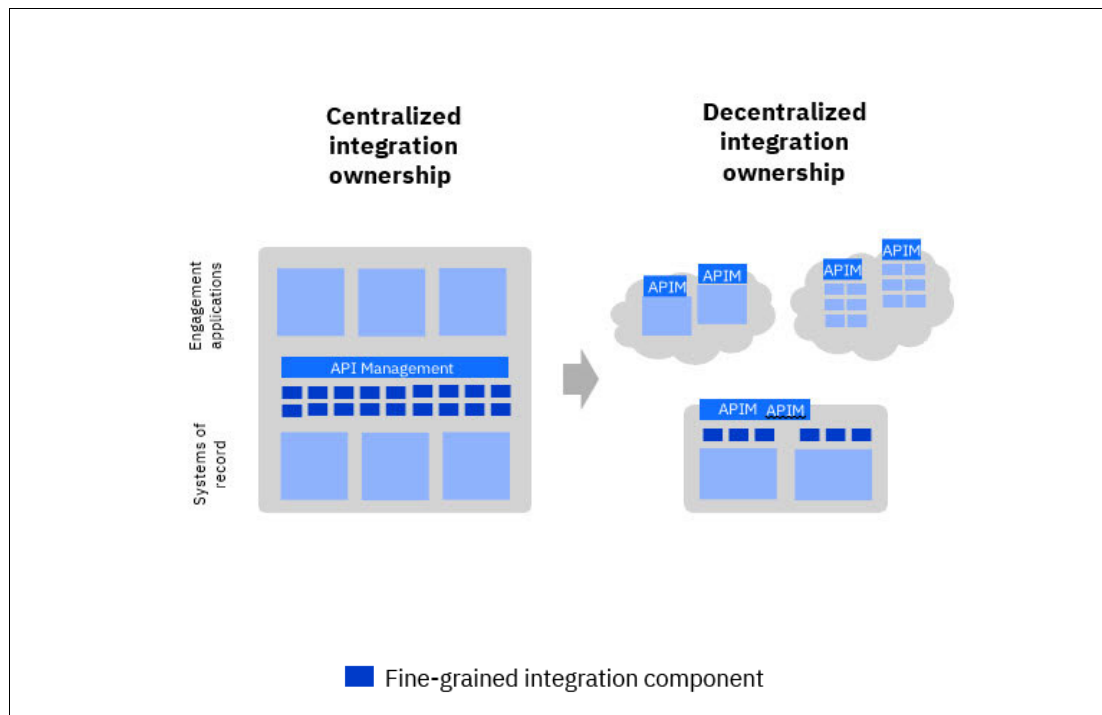 Centralized
integration
ownership
Decentralized
integration
ownership
Engagement
applications
API Management
Systems of
record
APIM
APIM
APIM
APIM
APIM APIM
Fine-grained integration component